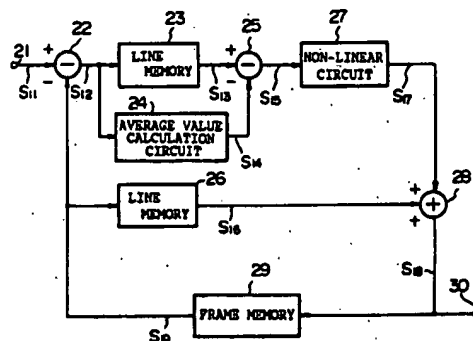 21
S11
+
22
−
S12
23
LINE
MEMORY
S13
+
25
−
S15
27
NON-LINEAR
CIRCUIT
S17
24
AVERAGE VALUE
CALCULATION
CIRCUIT
S14
26
LINE
MEMORY
S16
+
+
28
S18
30
29
FRAME MEMORY
S19